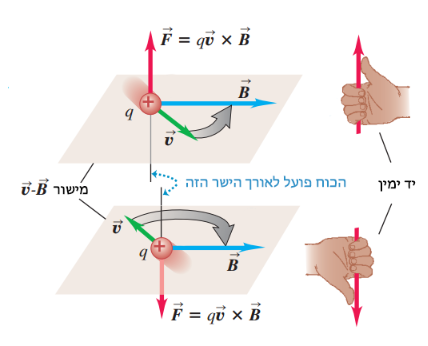 F⃗ = qv⃗ × B⃗
B⃗
q
v⃗
הכוח פועל לאורך הישר הזה
יד ימין
מישור v⃗-B⃗
v⃗
q
B⃗
F⃗ = qv⃗ × B⃗